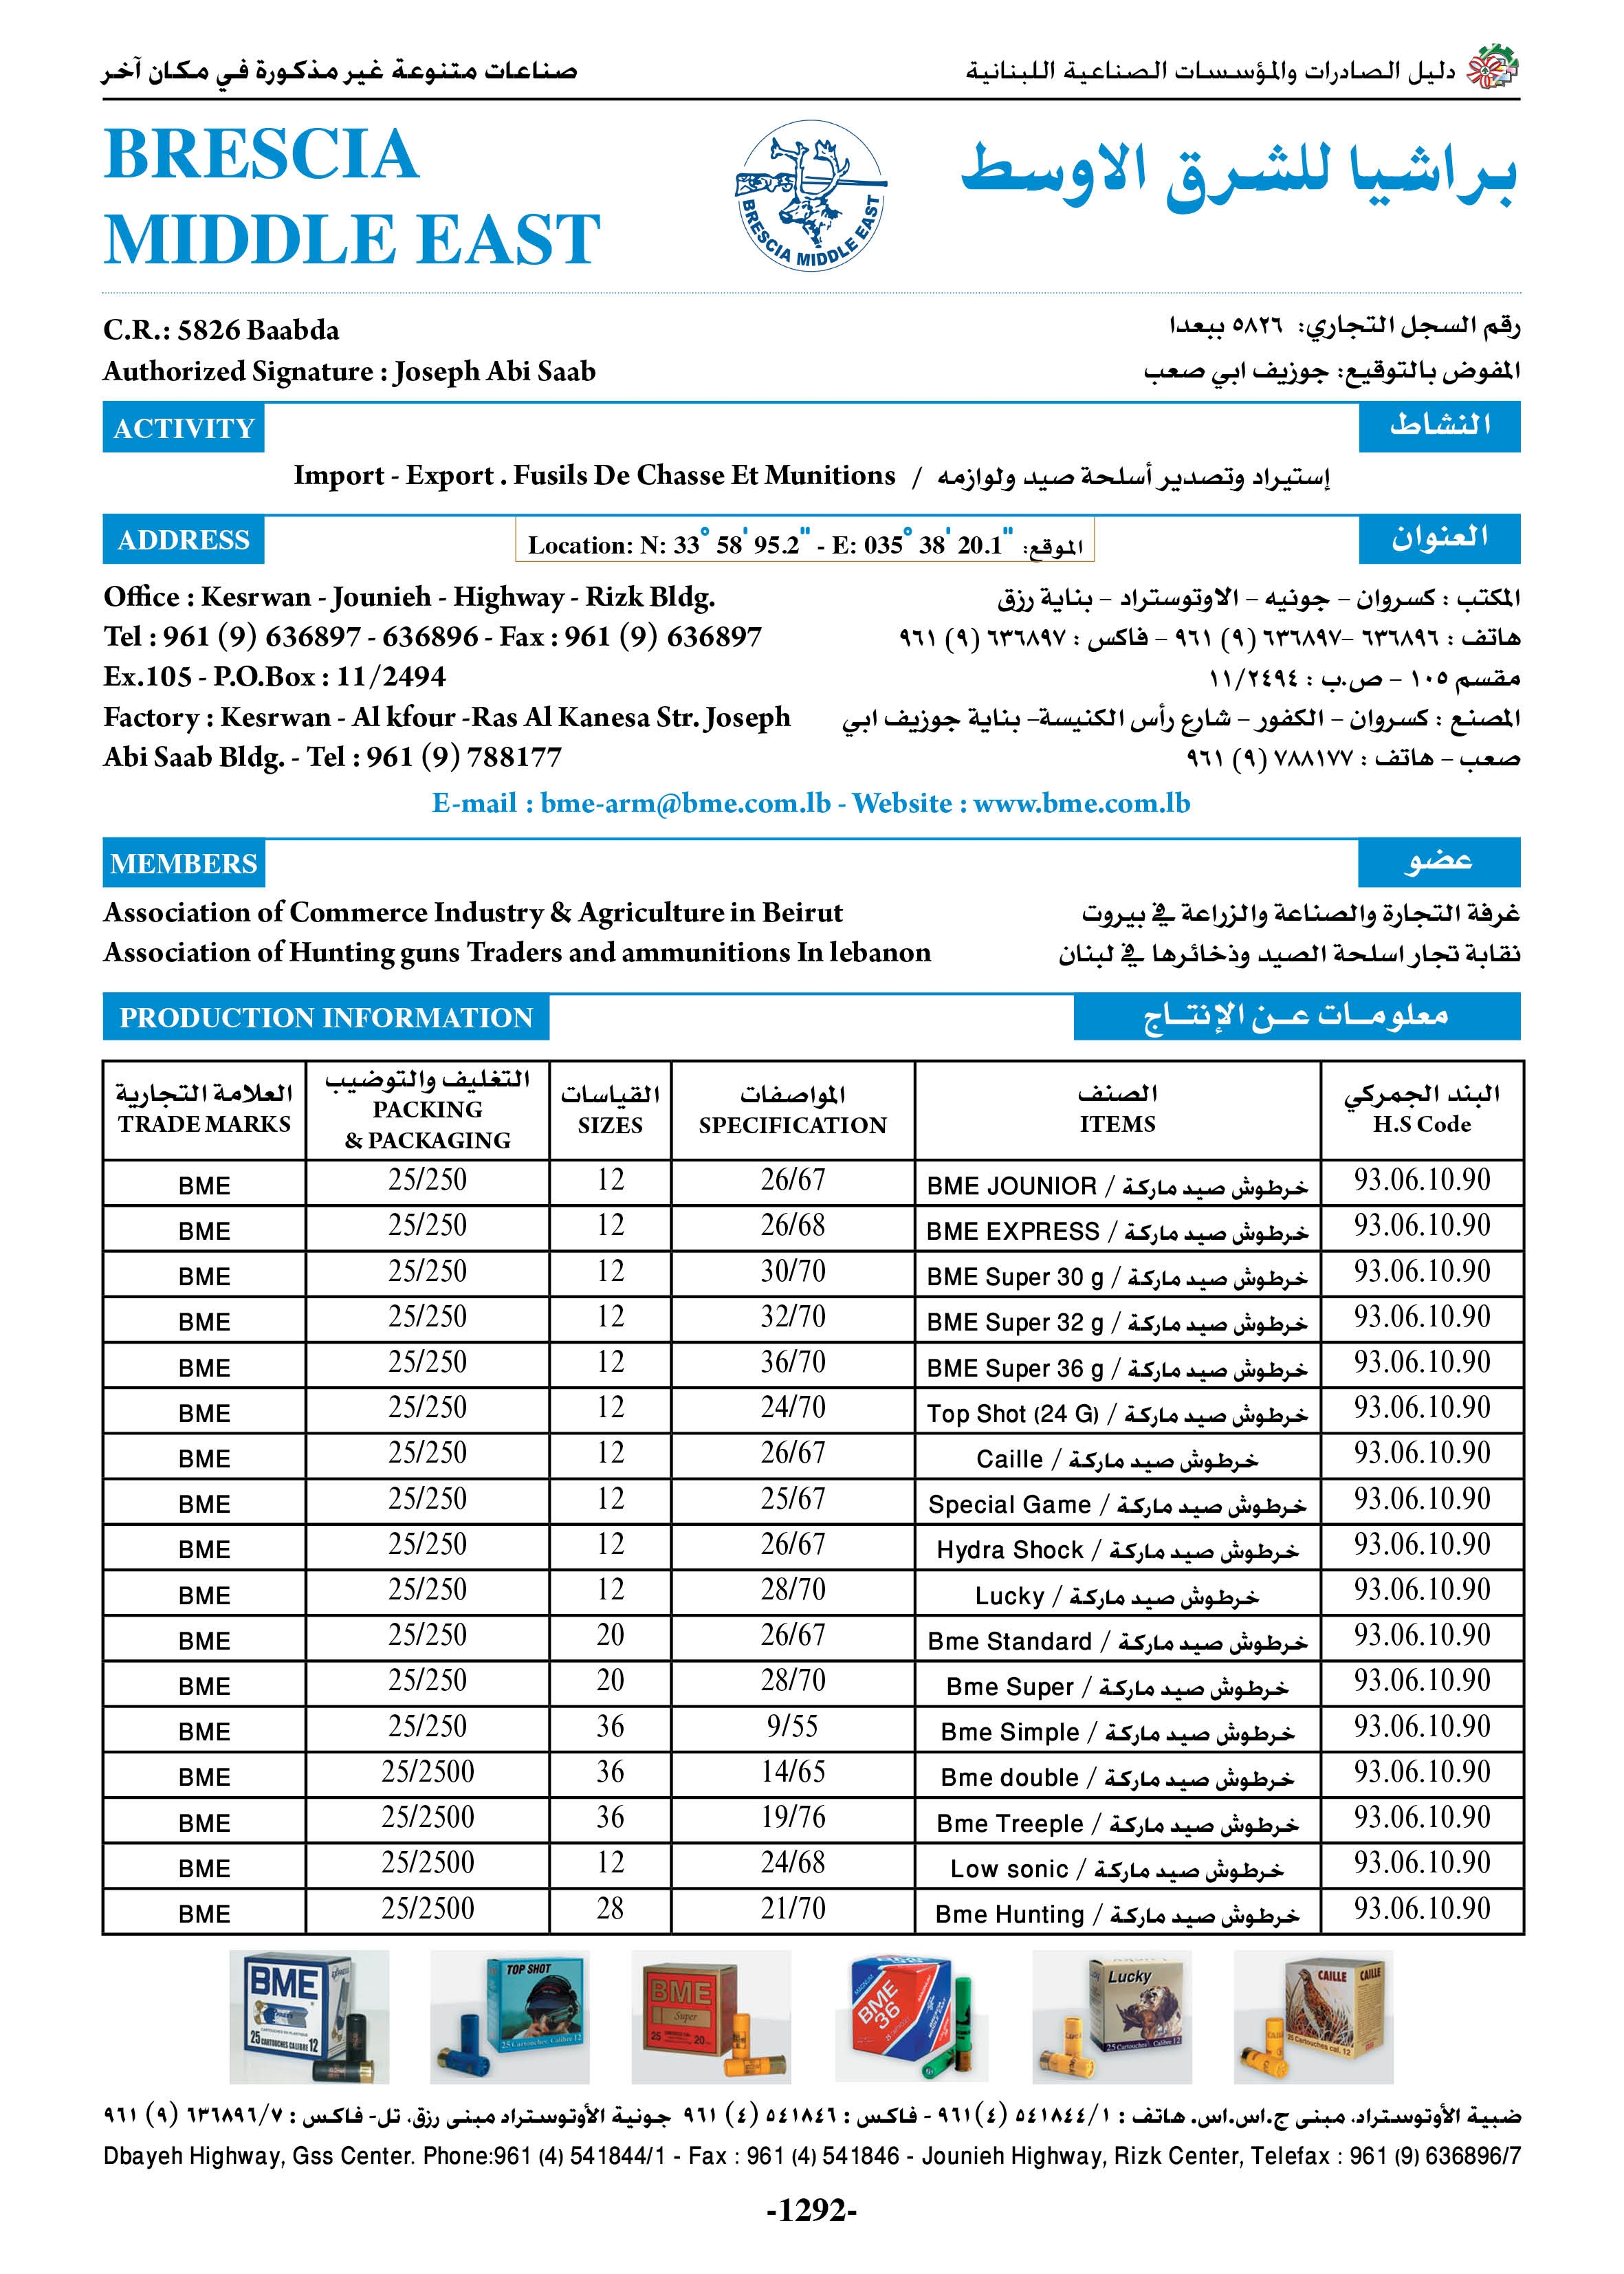 صناعات متنوعة غير مذكورة في مكان آخر
دليل الصادرات والمؤسسات الصناعية اللبنانية
BRESCIA
MIDDLE EAST
BRESCIA MIDDLE EAST
براشيا للشرق الاوسط
C.R.: 5826 Baabda
رقم السجل التجاري: ٥٨٢٦ ببعدا
Authorized Signature : Joseph Abi Saab
المفوض بالتوقيع: جوزيف ابي صعب
ACTIVITY
النشاط
Import - Export . Fusils De Chasse Et Munitions / إستيراد وتصدير أسلحة صيد ولوازمه
ADDRESS
Location: N: 33° 58' 95.2" - E: 035° 38' 20.1" :الموقع
العنوان
Office : Kesrwan - Jounieh - Highway - Rizk Bldg.
Tel : 961 (9) 636897 - 636896 - Fax : 961 (9) 636897
Ex.105 - P.O.Box : 11/2494
Factory : Kesrwan - Al kfour -Ras Al Kanesa Str. Joseph
Abi Saab Bldg. - Tel : 961 (9) 788177
المكتب : كسروان - جونيه - الاوتوستراد - بناية رزق
هاتف : ٦٣٦٨٩٦ -٦٣٦٨٩٧ (٩) ٩٦١ - فاكس : ٦٣٦٨٩٧ (٩) ٩٦١
مقسم ١٠٥ - ص.ب : ١١/٢٤٩٤
المصنع : كسروان - الكفور - شارع رأس الكنيسة- بناية جوزيف ابي
صعب - هاتف : ٧٨٨١٧٧ (٩) ٩٦١
E-mail : bme-arm@bme.com.lb - Website : www.bme.com.lb
MEMBERS
عضو
Association of Commerce Industry & Agriculture in Beirut
غرفة التجارة والصناعة والزراعة في بيروت
Association of Hunting guns Traders and ammunitions In lebanon
نقابة تجار اسلحة الصيد وذخائرها في لبنان
PRODUCTION INFORMATION
معلومات عن الإنتاج
العلامة التجارية TRADE MARKS | التغليف والتوضيب PACKING & PACKAGING | القياسات SIZES | المواصفات SPECIFICATION | الصنف ITEMS | البند الجمركي H.S Code
BME | 25/250 | 12 | 26/67 | BME JOUNIOR / خرطوش صيد ماركة | 93.06.10.90
BME | 25/250 | 12 | 26/68 | BME EXPRESS / خرطوش صيد ماركة | 93.06.10.90
BME | 25/250 | 12 | 30/70 | BME Super 30 g / خرطوش صيد ماركة | 93.06.10.90
BME | 25/250 | 12 | 32/70 | BME Super 32 g / خرطوش صيد ماركة | 93.06.10.90
BME | 25/250 | 12 | 36/70 | BME Super 36 g / خرطوش صيد ماركة | 93.06.10.90
BME | 25/250 | 12 | 24/70 | Top Shot (24 G) / خرطوش صيد ماركة | 93.06.10.90
BME | 25/250 | 12 | 26/67 | Caille / خرطوش صيد ماركة | 93.06.10.90
BME | 25/250 | 12 | 25/67 | Special Game / خرطوش صيد ماركة | 93.06.10.90
BME | 25/250 | 12 | 26/67 | Hydra Shock / خرطوش صيد ماركة | 93.06.10.90
BME | 25/250 | 12 | 28/70 | Lucky / خرطوش صيد ماركة | 93.06.10.90
BME | 25/250 | 20 | 26/67 | Bme Standard / خرطوش صيد ماركة | 93.06.10.90
BME | 25/250 | 20 | 28/70 | Bme Super / خرطوش صيد ماركة | 93.06.10.90
BME | 25/250 | 36 | 9/55 | Bme Simple / خرطوش صيد ماركة | 93.06.10.90
BME | 25/2500 | 36 | 14/65 | Bme double / خرطوش صيد ماركة | 93.06.10.90
BME | 25/2500 | 36 | 19/76 | Bme Treeple / خرطوش صيد ماركة | 93.06.10.90
BME | 25/2500 | 12 | 24/68 | Low sonic / خرطوش صيد ماركة | 93.06.10.90
BME | 25/2500 | 28 | 21/70 | Bme Hunting / خرطوش صيد ماركة | 93.06.10.90
BME
25 CARTOUCHES CALIBRE 12
TOP SHOT
25 Cartouches Calibre 12
BME
Super
25
20
BME
36
Lucky
25 Cartouches Calibre 12
CAILLE
CAILLE
25 Cartouches cal. 12
ضبية الأوتوستراد، مبنى ج.اس.اس. هاتف : ٥٤١٨٤٤/١ (٤) ٩٦١ - فاكس : ٥٤١٨٤٦ (٤) ٩٦١ جونية الأوتوستراد مبنى رزق، تل- فاكس : ٦٣٦٨٩٦/٧ (٩) ٩٦١
Dbayeh Highway, Gss Center. Phone:961 (4) 541844/1 - Fax : 961 (4) 541846 - Jounieh Highway, Rizk Center, Telefax : 961 (9) 636896/7
-1292-